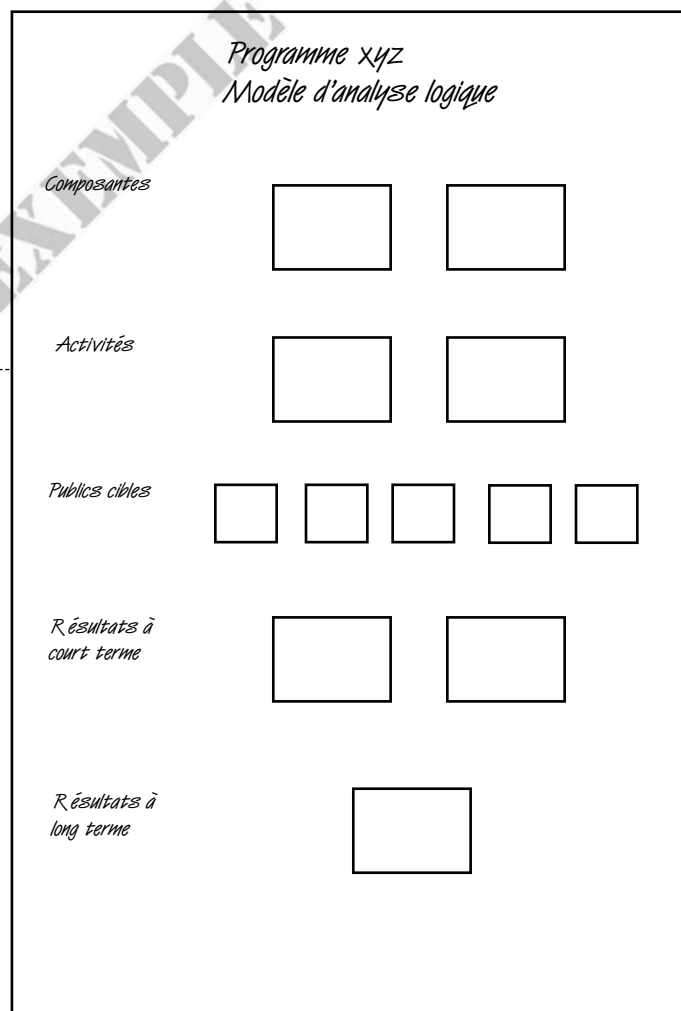 EXEMPLE
Programme xyz
Modèle d'analyse logique
Composantes
Activités
Publics cibles
Résultats à
court terme
Résultats à
long terme